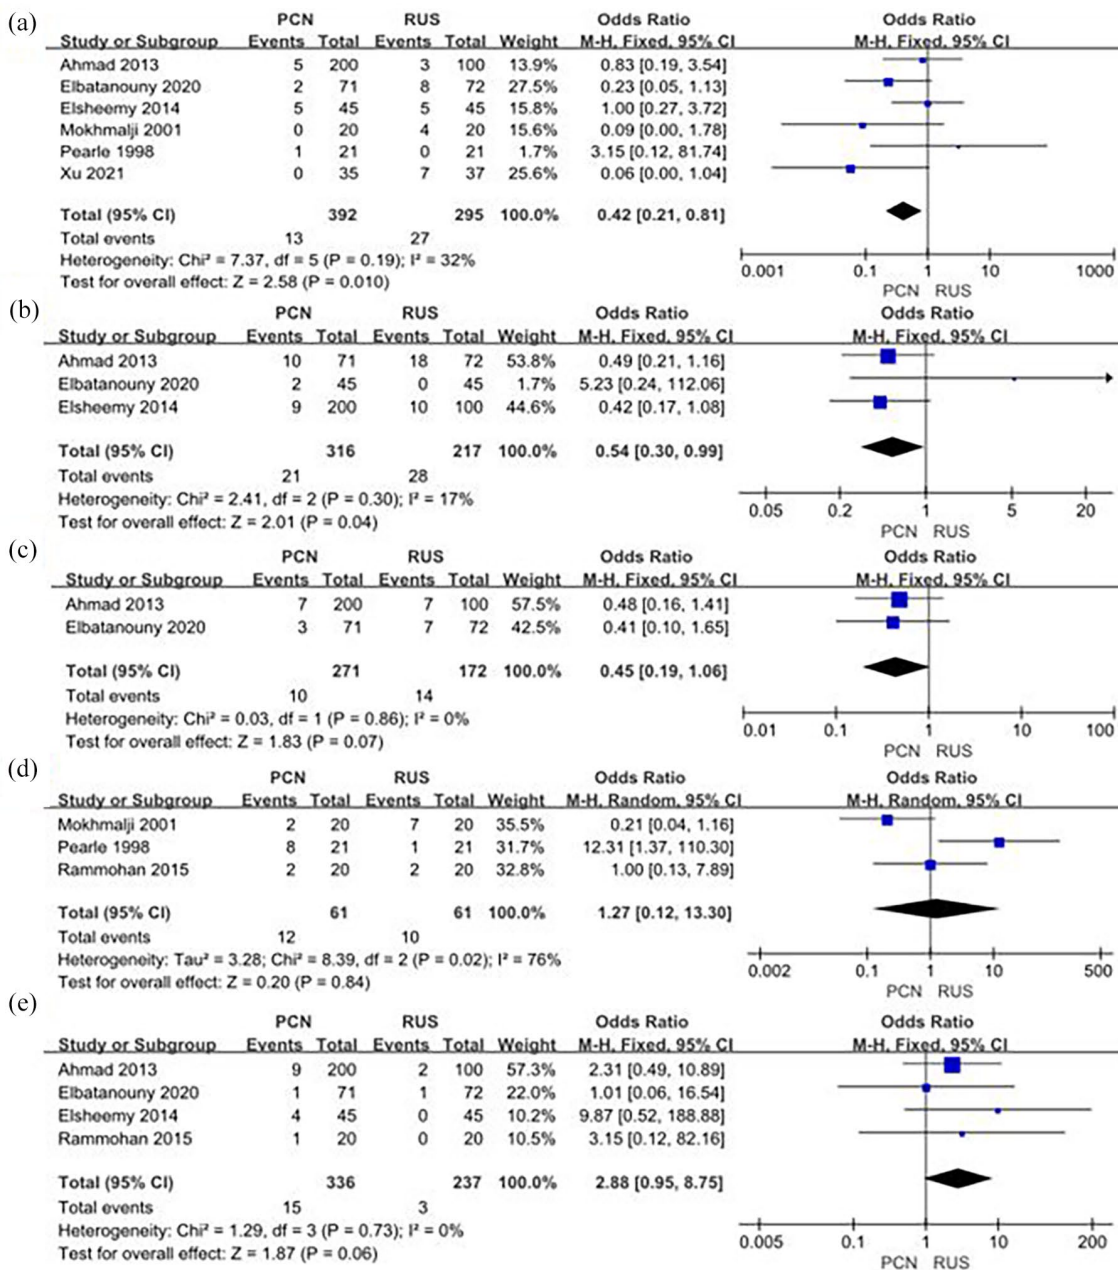 (a)
PCN RUS Odds Ratio Odds Ratio
Study or Subgroup Events Total Events Total Weight M-H, Fixed, 95% CI M-H, Fixed, 95% CI
Ahmad 2013 5 200 3 100 13.9% 0.83 [0.19, 3.54]
Elbatanouny 2020 2 71 8 72 27.5% 0.23 [0.05, 1.13]
Elsheemy 2014 5 45 5 45 15.8% 1.00 [0.27, 3.72]
Mokhmalji 2001 0 20 4 20 15.6% 0.09 [0.00, 1.78]
Pearle 1998 1 21 0 21 1.7% 3.15 [0.12, 81.74]
Xu 2021 0 35 7 37 25.6% 0.06 [0.00, 1.04]
Total (95% CI) 392 295 100.0% 0.42 [0.21, 0.81]
Total events 13 27
Heterogeneity: Chi² = 7.37, df = 5 (P = 0.19); I² = 32%
Test for overall effect: Z = 2.58 (P = 0.010)
0.001 0.1 1 10 1000
PCN RUS
(b)
PCN RUS Odds Ratio Odds Ratio
Study or Subgroup Events Total Events Total Weight M-H, Fixed, 95% CI M-H, Fixed, 95% CI
Ahmad 2013 10 71 18 72 53.8% 0.49 [0.21, 1.16]
Elbatanouny 2020 2 45 0 45 1.7% 5.23 [0.24, 112.06]
Elsheemy 2014 9 200 10 100 44.6% 0.42 [0.17, 1.08]
Total (95% CI) 316 217 100.0% 0.54 [0.30, 0.99]
Total events 21 28
Heterogeneity: Chi² = 2.41, df = 2 (P = 0.30); I² = 17%
Test for overall effect: Z = 2.01 (P = 0.04)
0.05 0.2 1 5 20
PCN RUS
(c)
PCN RUS Odds Ratio Odds Ratio
Study or Subgroup Events Total Events Total Weight M-H, Fixed, 95% CI M-H, Fixed, 95% CI
Ahmad 2013 7 200 7 100 57.5% 0.48 [0.16, 1.41]
Elbatanouny 2020 3 71 7 72 42.5% 0.41 [0.10, 1.65]
Total (95% CI) 271 172 100.0% 0.45 [0.19, 1.06]
Total events 10 14
Heterogeneity: Chi² = 0.03, df = 1 (P = 0.86); I² = 0%
Test for overall effect: Z = 1.83 (P = 0.07)
0.01 0.1 1 10 100
PCN RUS
(d)
PCN RUS Odds Ratio Odds Ratio
Study or Subgroup Events Total Events Total Weight M-H, Random, 95% CI M-H, Random, 95% CI
Mokhmalji 2001 2 20 7 20 35.5% 0.21 [0.04, 1.16]
Pearle 1998 8 21 1 21 31.7% 12.31 [1.37, 110.30]
Rammohan 2015 2 20 2 20 32.8% 1.00 [0.13, 7.89]
Total (95% CI) 61 61 100.0% 1.27 [0.12, 13.30]
Total events 12 10
Heterogeneity: Tau² = 3.28; Chi² = 8.39, df = 2 (P = 0.02); I² = 76%
Test for overall effect: Z = 0.20 (P = 0.84)
0.002 0.1 1 10 500
PCN RUS
(e)
PCN RUS Odds Ratio Odds Ratio
Study or Subgroup Events Total Events Total Weight M-H, Fixed, 95% CI M-H, Fixed, 95% CI
Ahmad 2013 9 200 2 100 57.3% 2.31 [0.49, 10.89]
Elbatanouny 2020 1 71 1 72 22.0% 1.01 [0.06, 16.54]
Elsheemy 2014 4 45 0 45 10.2% 9.87 [0.52, 188.88]
Rammohan 2015 1 20 0 20 10.5% 3.15 [0.12, 82.16]
Total (95% CI) 336 237 100.0% 2.88 [0.95, 8.75]
Total events 15 3
Heterogeneity: Chi² = 1.29, df = 3 (P = 0.73); I² = 0%
Test for overall effect: Z = 1.87 (P = 0.06)
0.005 0.1 1 10 200
PCN RUS